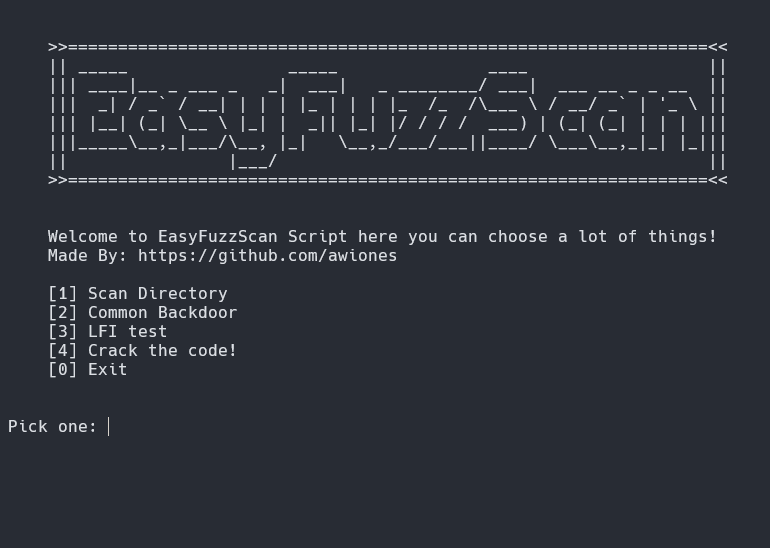 EasyFuzzScan
Welcome to EasyFuzzScan Script here you can choose a lot of things!
Made By: https://github.com/awiones
[1] Scan Directory
[2] Common Backdoor
[3] LFI test
[4] Crack the code!
[0] Exit
Pick one: